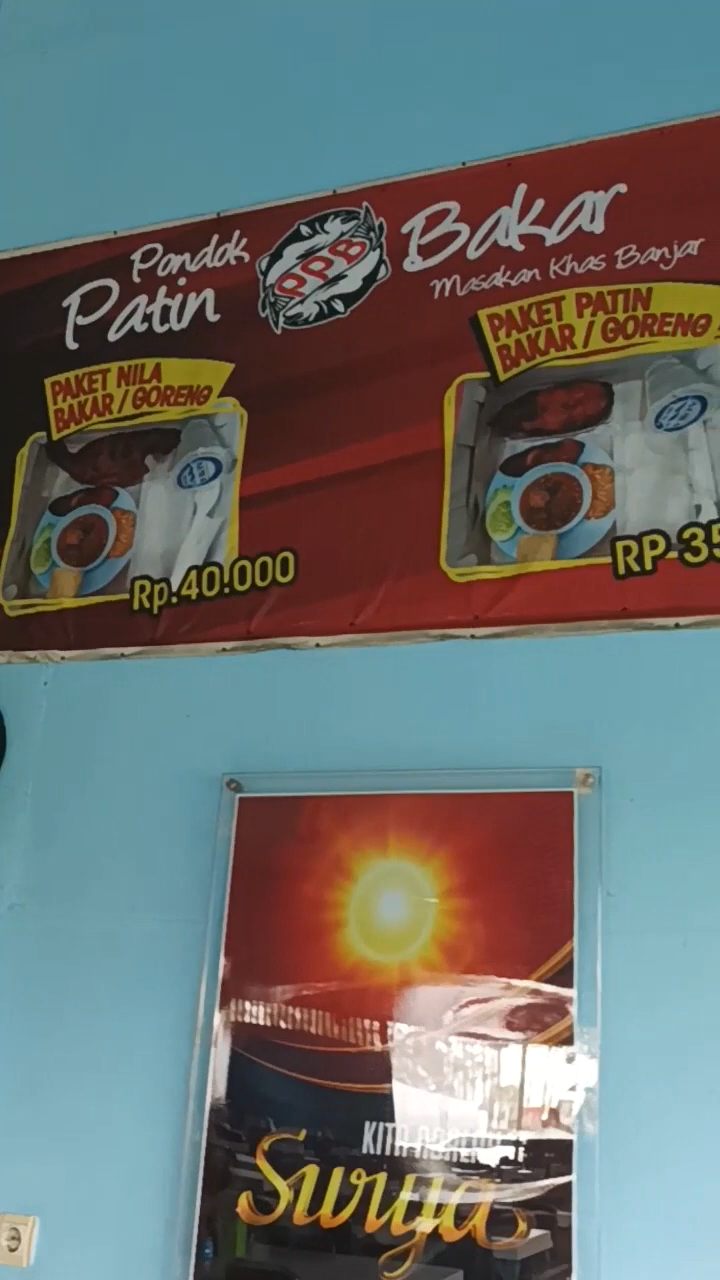 Pondok
Patin
PPB
Bakar
Masakan Khas Banjar
PAKET NILA
BAKAR / GORENG
Rp.40.000
PAKET PATIN
BAKAR / GORENG
RP 35
KITA
Surya